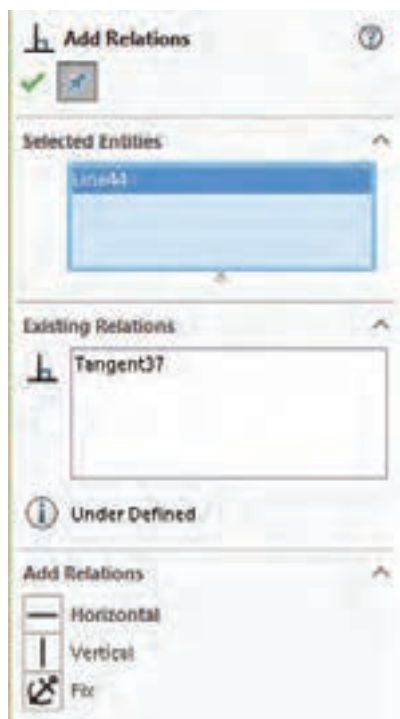 Add Relations
Selected Entities
Line44
Existing Relations
Tangent37
Under Defined
Add Relations
Horizontal
Vertical
Fix